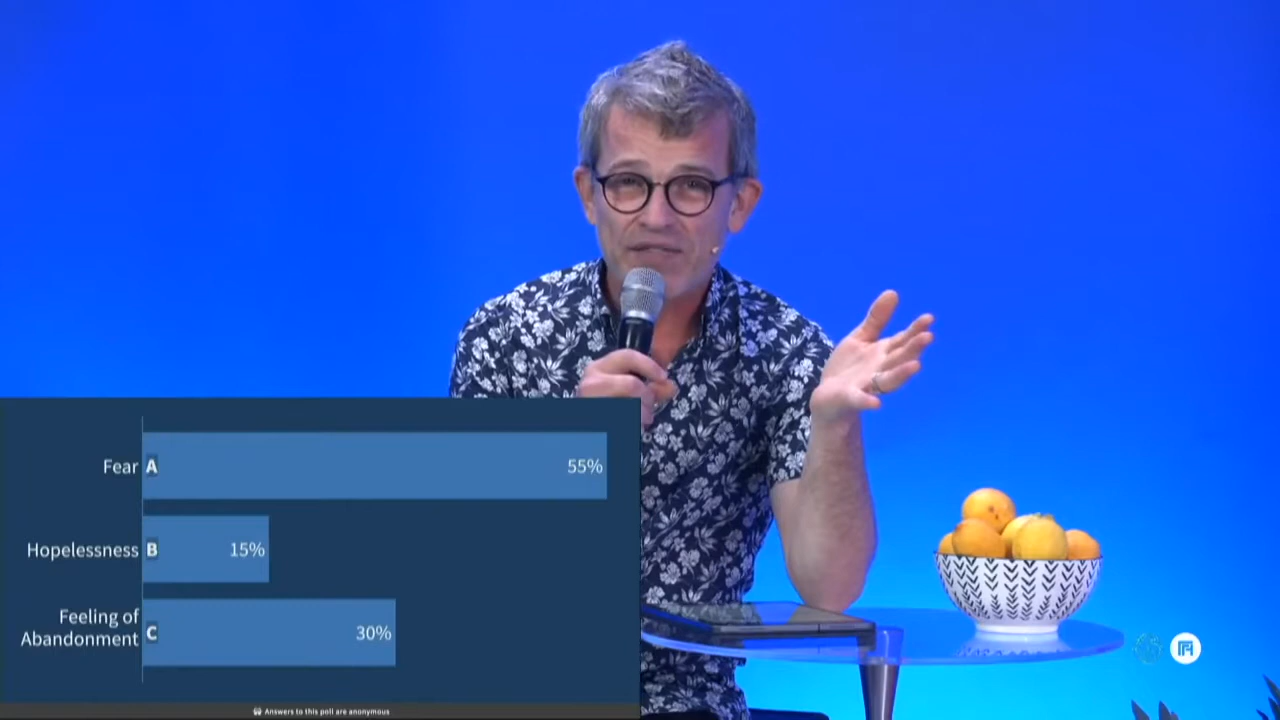 Fear A 55%
Hopelessness B 15%
Feeling of
Abandonment C 30%
Answers to this poll are anonymous